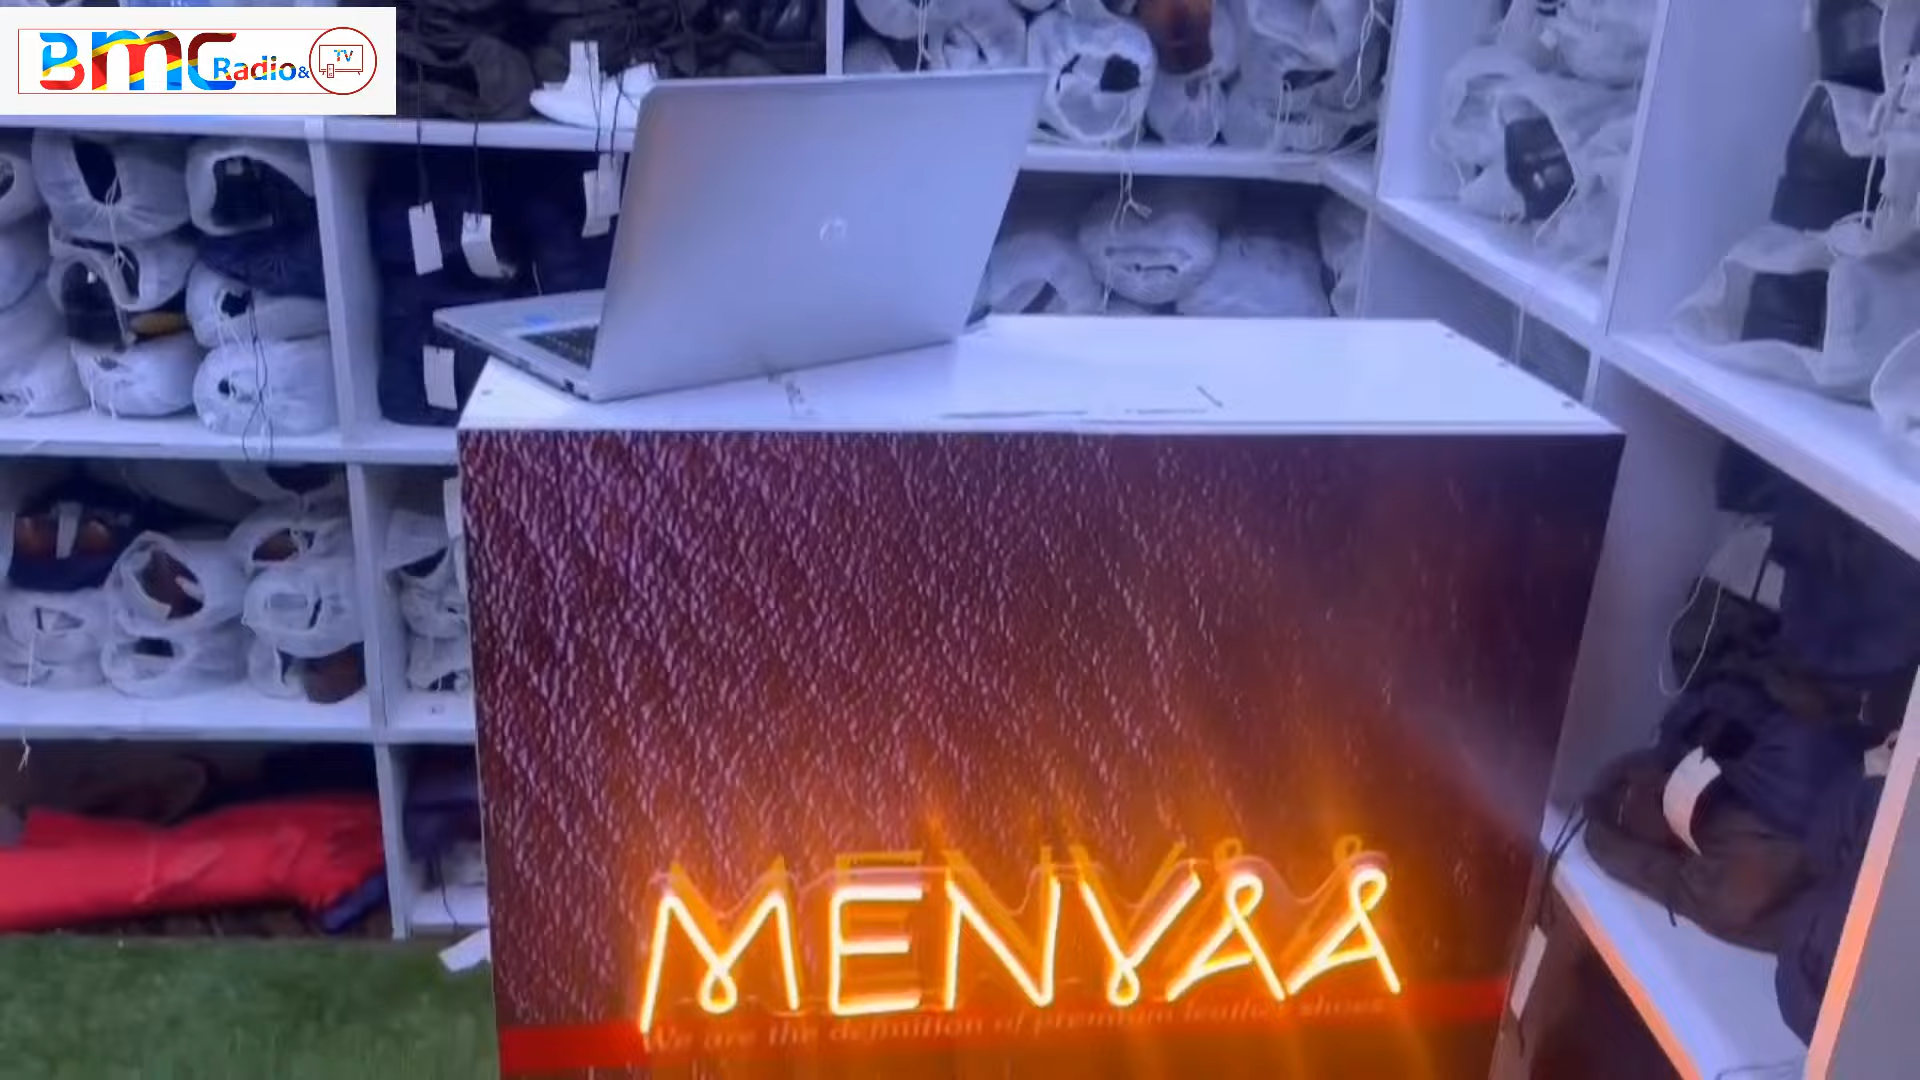 BMC Radio & TV
MENYAA
We are the definition of premium leather shoes